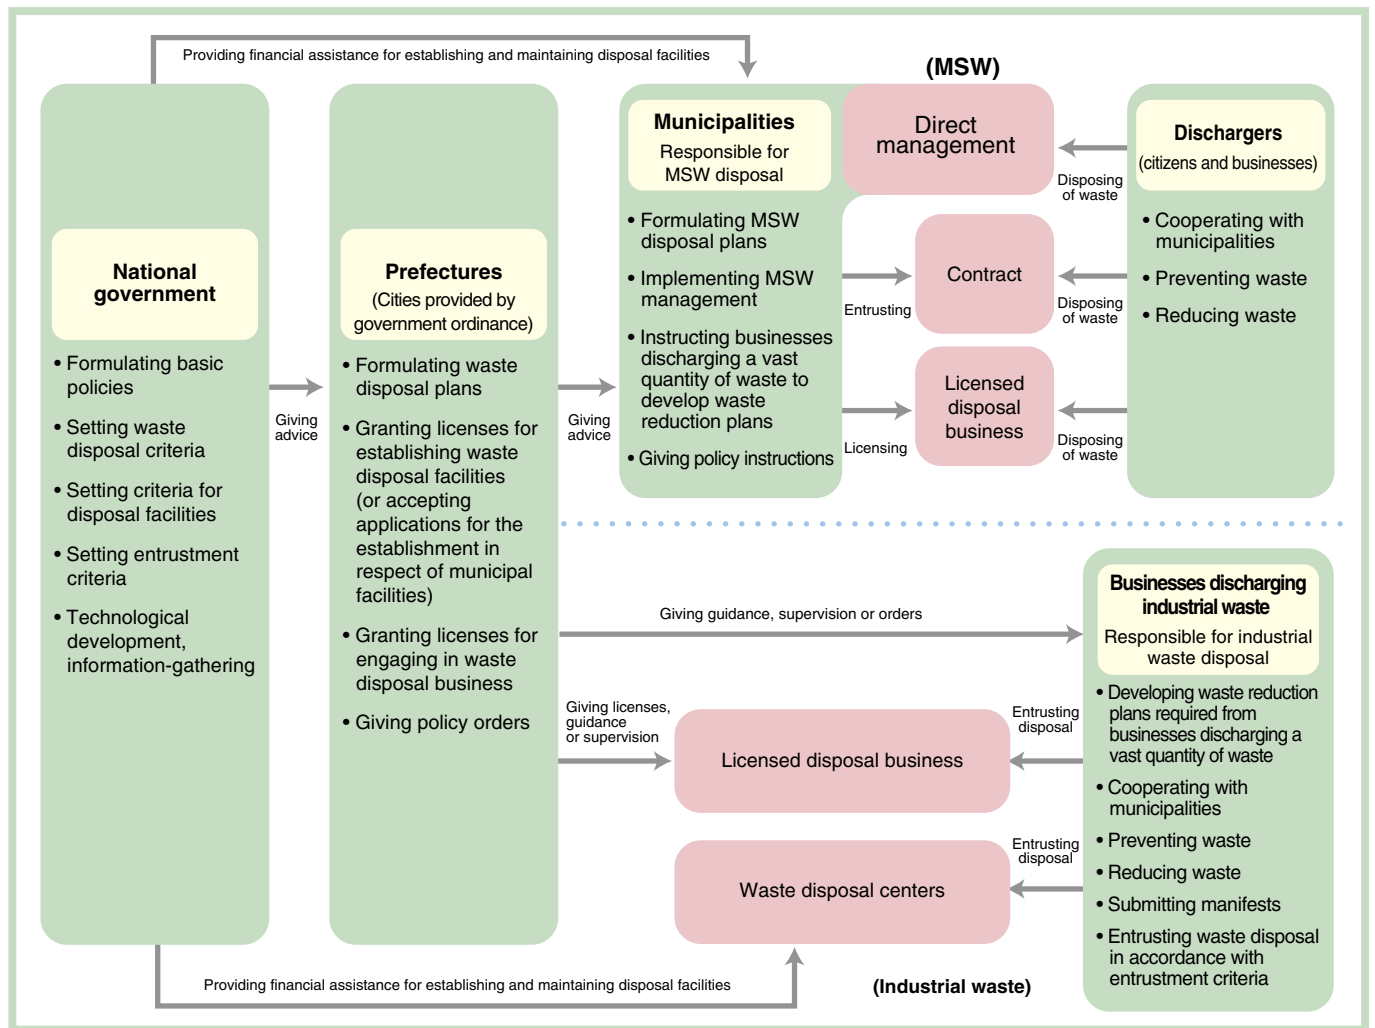 Providing financial assistance for establishing and maintaining disposal facilities
(MSW)
National
government
• Formulating basic
policies
• Setting waste
disposal criteria
• Setting criteria for
disposal facilities
• Setting entrustment
criteria
• Technological
development,
information-gathering
Giving
advice
Prefectures
(Cities provided by
government ordinance)
• Formulating waste
disposal plans
• Granting licenses for
establishing waste
disposal facilities
(or accepting
applications for the
establishment in
respect of municipal
facilities)
• Granting licenses for
engaging in waste
disposal business
• Giving policy orders
Giving
advice
Municipalities
Responsible for
MSW disposal
• Formulating MSW
disposal plans
• Implementing MSW
management
• Instructing businesses
discharging a vast
quantity of waste to
develop waste
reduction plans
• Giving policy instructions
Direct
management
Entrusting
Contract
Licensing
Licensed
disposal
business
Disposing
of waste
Disposing
of waste
Disposing
of waste
Dischargers
(citizens and businesses)
• Cooperating with
municipalities
• Preventing waste
• Reducing waste
Giving guidance, supervision or orders
Giving licenses,
guidance
or supervision
Licensed disposal business
Entrusting
disposal
Waste disposal centers
Entrusting
disposal
Businesses discharging
industrial waste
Responsible for industrial
waste disposal
• Developing waste reduction
plans required from
businesses discharging a
vast quantity of waste
• Cooperating with
municipalities
• Preventing waste
• Reducing waste
• Submitting manifests
• Entrusting waste disposal
in accordance with
entrustment criteria
Providing financial assistance for establishing and maintaining disposal facilities
(Industrial waste)